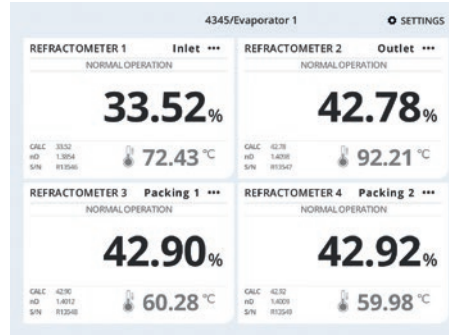 4345/Evaporator 1 SETTINGS
REFRACTOMETER 1 Inlet •••
NORMAL OPERATION
33.52%
CALC 33.52
nD 1.3854
S/N R13546
72.43 °C
REFRACTOMETER 2 Outlet •••
NORMAL OPERATION
42.78%
CALC 42.78
nD 1.4098
S/N R13547
92.21 °C
REFRACTOMETER 3 Packing 1 •••
NORMAL OPERATION
42.90%
CALC 42.90
nD 1.4012
S/N R13548
60.28 °C
REFRACTOMETER 4 Packing 2 •••
NORMAL OPERATION
42.92%
CALC 42.92
nD 1.4009
S/N R13549
59.98 °C